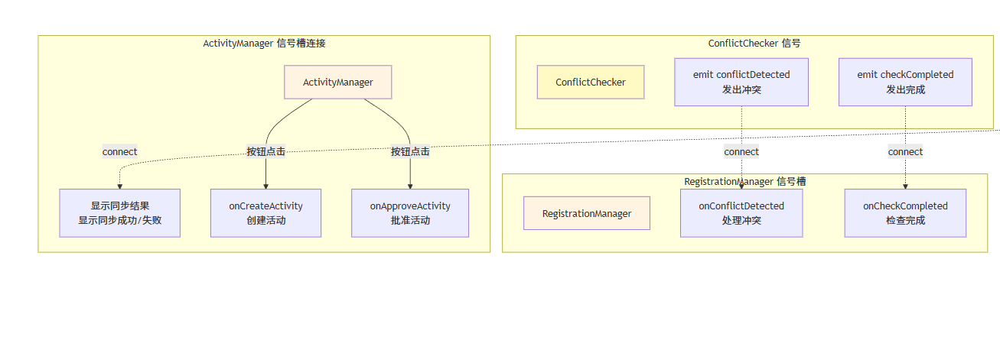 ActivityManager 信号槽连接
ActivityManager
connect
按钮点击
按钮点击
显示同步结果
显示同步成功/失败
onCreateActivity
创建活动
onApproveActivity
批准活动
ConflictChecker 信号
ConflictChecker
emit conflictDetected
发出冲突
emit checkCompleted
发出完成
connect
connect
RegistrationManager 信号槽
RegistrationManager
onConflictDetected
处理冲突
onCheckCompleted
检查完成